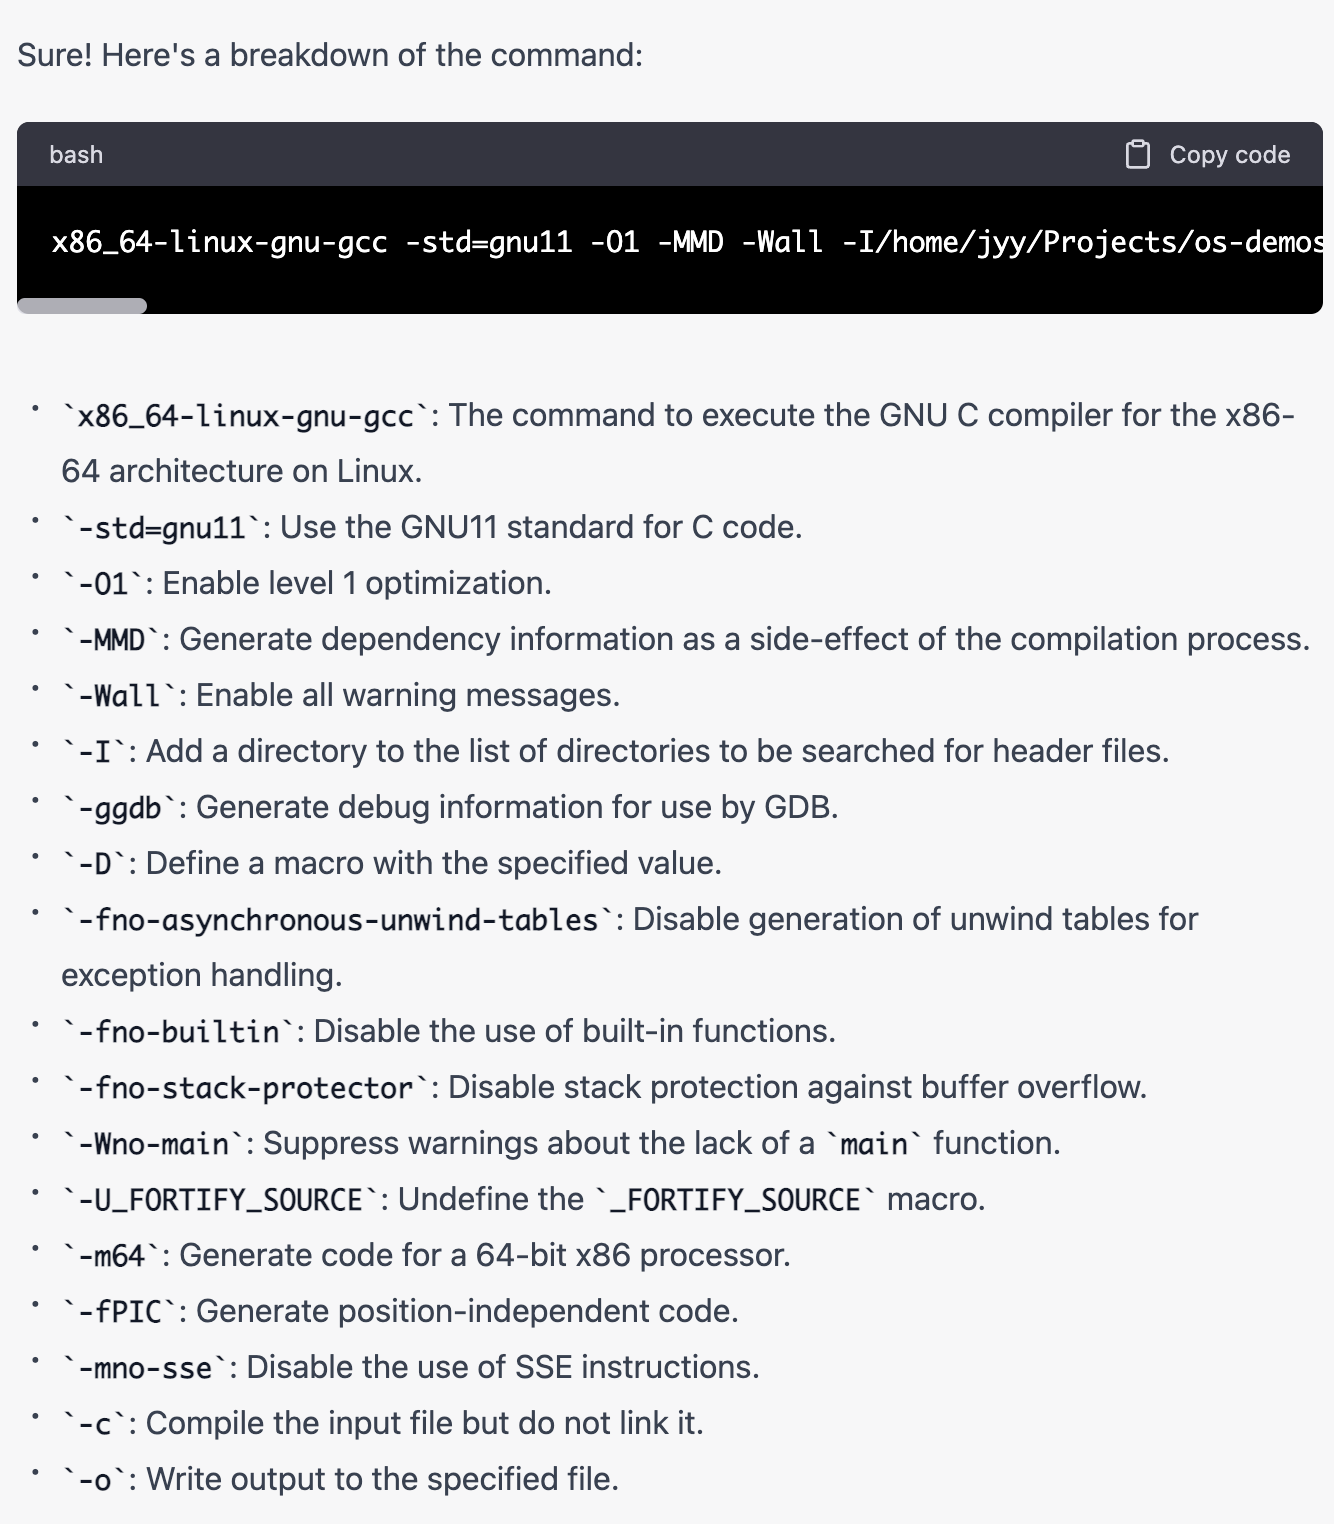 Sure! Here's a breakdown of the command:
bash
Copy code
x86_64-linux-gnu-gcc -std=gnu11 -O1 -MMD -Wall -I/home/jyy/Projects/os-demos
• `x86_64-linux-gnu-gcc`: The command to execute the GNU C compiler for the x86-
64 architecture on Linux.
• `-std=gnu11`: Use the GNU11 standard for C code.
• `-O1`: Enable level 1 optimization.
• `-MMD`: Generate dependency information as a side-effect of the compilation process.
• `-Wall`: Enable all warning messages.
• `-I`: Add a directory to the list of directories to be searched for header files.
• `-ggdb`: Generate debug information for use by GDB.
• `-D`: Define a macro with the specified value.
• `-fno-asynchronous-unwind-tables`: Disable generation of unwind tables for
exception handling.
• `-fno-builtin`: Disable the use of built-in functions.
• `-fno-stack-protector`: Disable stack protection against buffer overflow.
• `-Wno-main`: Suppress warnings about the lack of a `main` function.
• `-U_FORTIFY_SOURCE`: Undefine the `_FORTIFY_SOURCE` macro.
• `-m64`: Generate code for a 64-bit x86 processor.
• `-fPIC`: Generate position-independent code.
• `-mno-sse`: Disable the use of SSE instructions.
• `-c`: Compile the input file but do not link it.
• `-o`: Write output to the specified file.